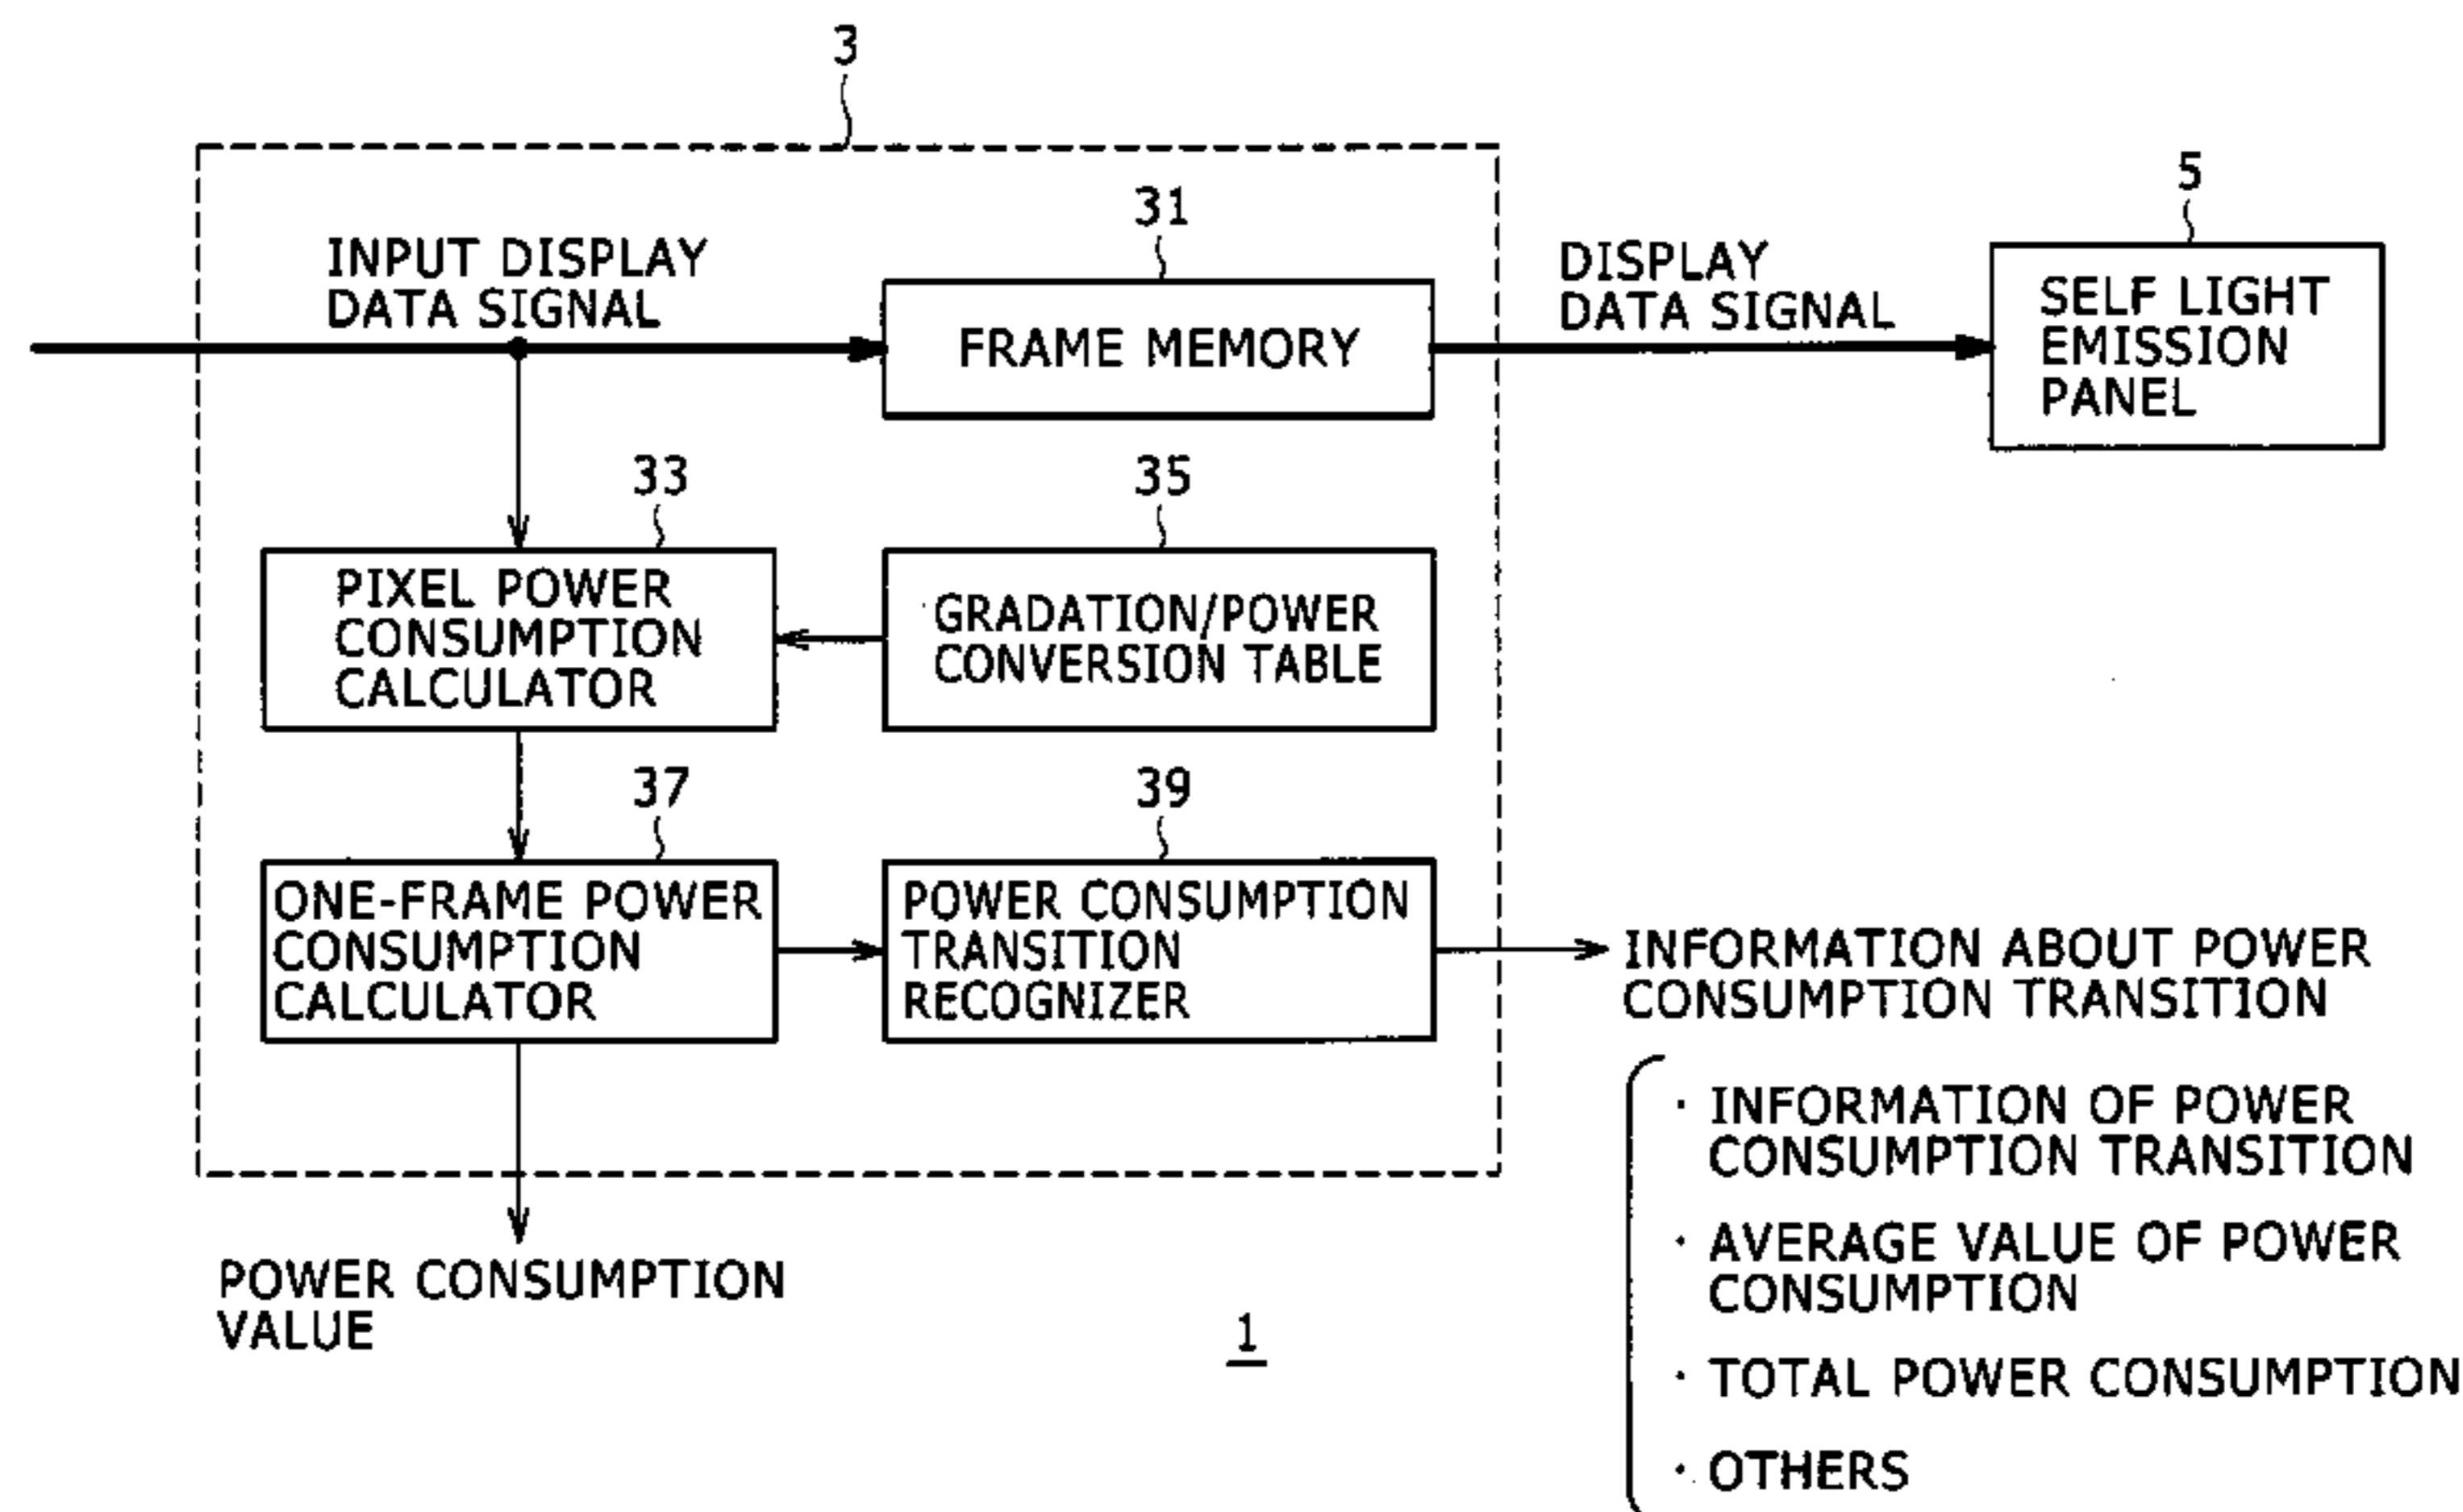 3
5
31
INPUT DISPLAY
DATA SIGNAL
FRAME MEMORY
DISPLAY
DATA SIGNAL
SELF LIGHT
EMISSION
PANEL
33
35
PIXEL POWER
CONSUMPTION
CALCULATOR
GRADATION/POWER
CONVERSION TABLE
37
39
ONE-FRAME POWER
CONSUMPTION
CALCULATOR
POWER CONSUMPTION
TRANSITION
RECOGNIZER
INFORMATION ABOUT POWER
CONSUMPTION TRANSITION
· INFORMATION OF POWER
CONSUMPTION TRANSITION
· AVERAGE VALUE OF POWER
CONSUMPTION
· TOTAL POWER CONSUMPTION
· OTHERS
POWER CONSUMPTION
VALUE
1